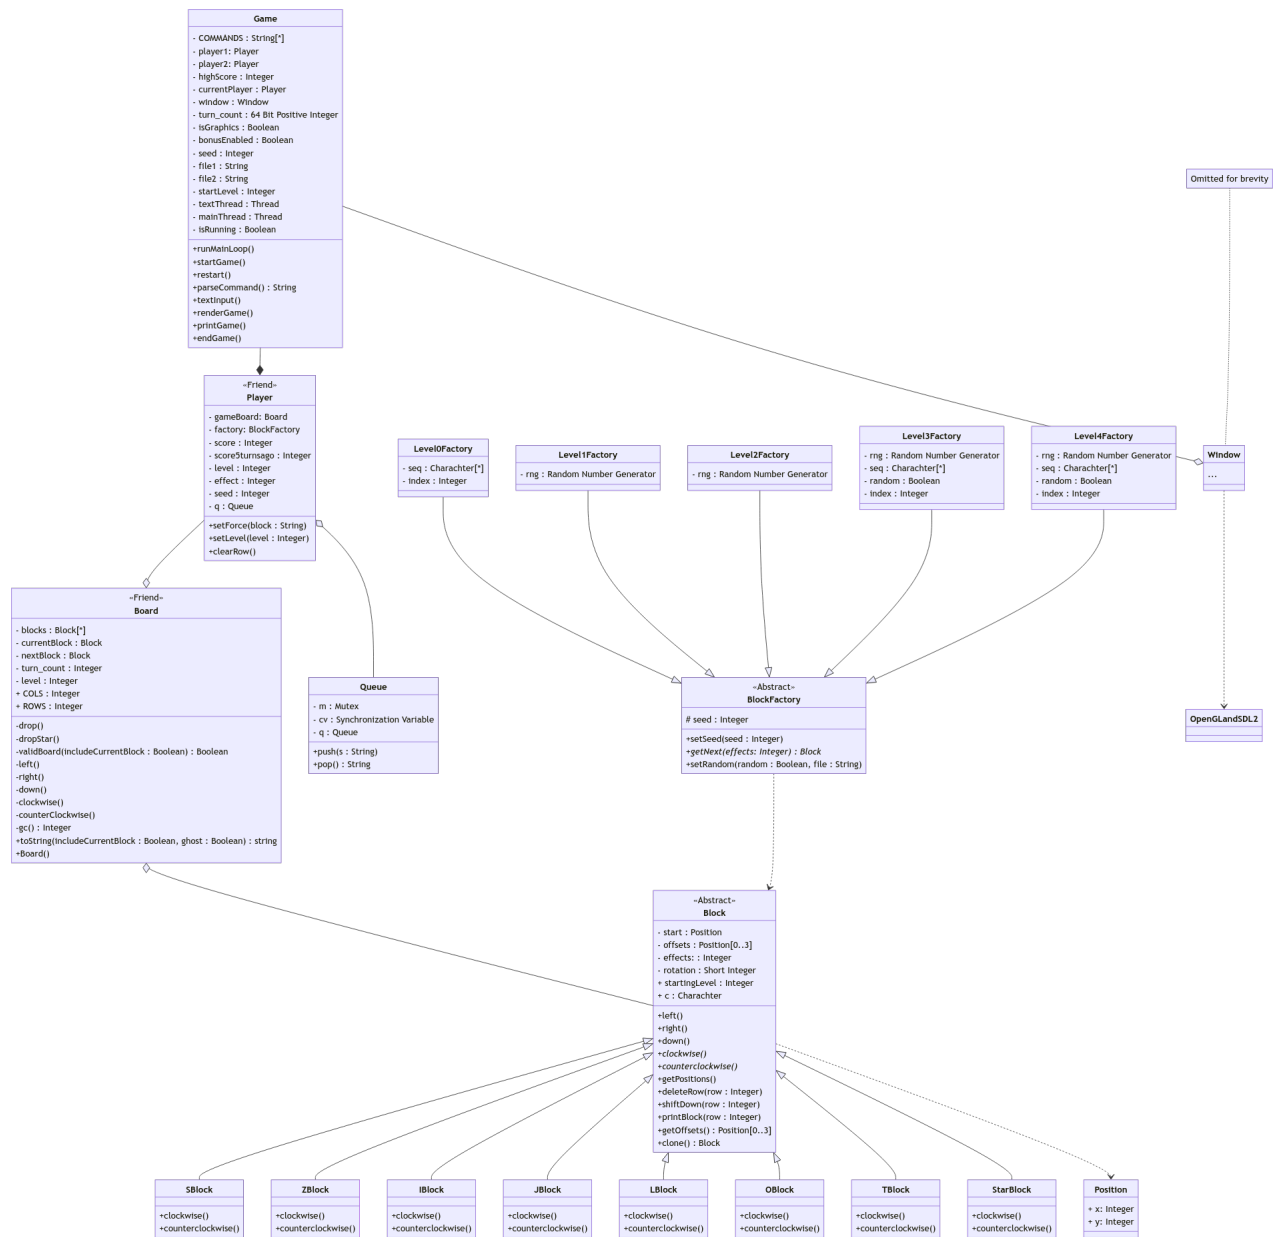 Game
- COMMANDS : String[*]
- player1: Player
- player2: Player
- highScore : Integer
- currentPlayer : Player
- window : Window
- turn_count : 64 Bit Positive Integer
- isGraphics : Boolean
- bonusEnabled : Boolean
- seed : Integer
- file1 : String
- file2 : String
- startLevel : Integer
- textThread : Thread
- mainThread : Thread
- isRunning : Boolean
+runMainLoop()
+startGame()
+restart()
+parseCommand() : String
+textInput()
+renderGame()
+printGame()
+endGame()
Omitted for brevity
«Friend»
Player
- gameBoard: Board
- factory: BlockFactory
- score : Integer
- score5turnsago : Integer
- level : Integer
- effect : Integer
- seed : Integer
- q : Queue
+setForce(block : String)
+setLevel(level : Integer)
+clearRow()
Level0Factory
- seq : Charachter[*]
- index : Integer
Level1Factory
- rng : Random Number Generator
Level2Factory
- rng : Random Number Generator
Level3Factory
- rng : Random Number Generator
- seq : Charachter[*]
- random : Boolean
- index : Integer
Level4Factory
- rng : Random Number Generator
- seq : Charachter[*]
- random : Boolean
- index : Integer
Window
...
«Friend»
Board
- blocks : Block[*]
- currentBlock : Block
- nextBlock : Block
- turn_count : Integer
- level : Integer
+ COLS : Integer
+ ROWS : Integer
-drop()
-dropStar()
-validBoard(includeCurrentBlock : Boolean) : Boolean
-left()
-right()
-down()
-clockwise()
-counterClockwise()
-gc() : Integer
+toString(includeCurrentBlock : Boolean, ghost : Boolean) : string
+Board()
Queue
- m : Mutex
- cv : Synchronization Variable
- q : Queue
+push(s : String)
+pop() : String
«Abstract»
BlockFactory
# seed : Integer
+setSeed(seed : Integer)
+getNext(effects: Integer) : Block
+setRandom(random : Boolean, file : String)
OpenGLandSDL2
«Abstract»
Block
- start : Position
- offsets : Position[0..3]
- effects: : Integer
- rotation : Short Integer
+ startingLevel : Integer
+ c : Charachter
+left()
+right()
+down()
+clockwise()
+counterclockwise()
+getPositions()
+deleteRow(row : Integer)
+shiftDown(row : Integer)
+printBlock(row : Integer)
+getOffsets() : Position[0..3]
+clone() : Block
SBlock
+clockwise()
+counterclockwise()
ZBlock
+clockwise()
+counterclockwise()
IBlock
+clockwise()
+counterclockwise()
JBlock
+clockwise()
+counterclockwise()
LBlock
+clockwise()
+counterclockwise()
OBlock
+clockwise()
+counterclockwise()
TBlock
+clockwise()
+counterclockwise()
StarBlock
+clockwise()
+counterclockwise()
Position
+ x: Integer
+ y: Integer